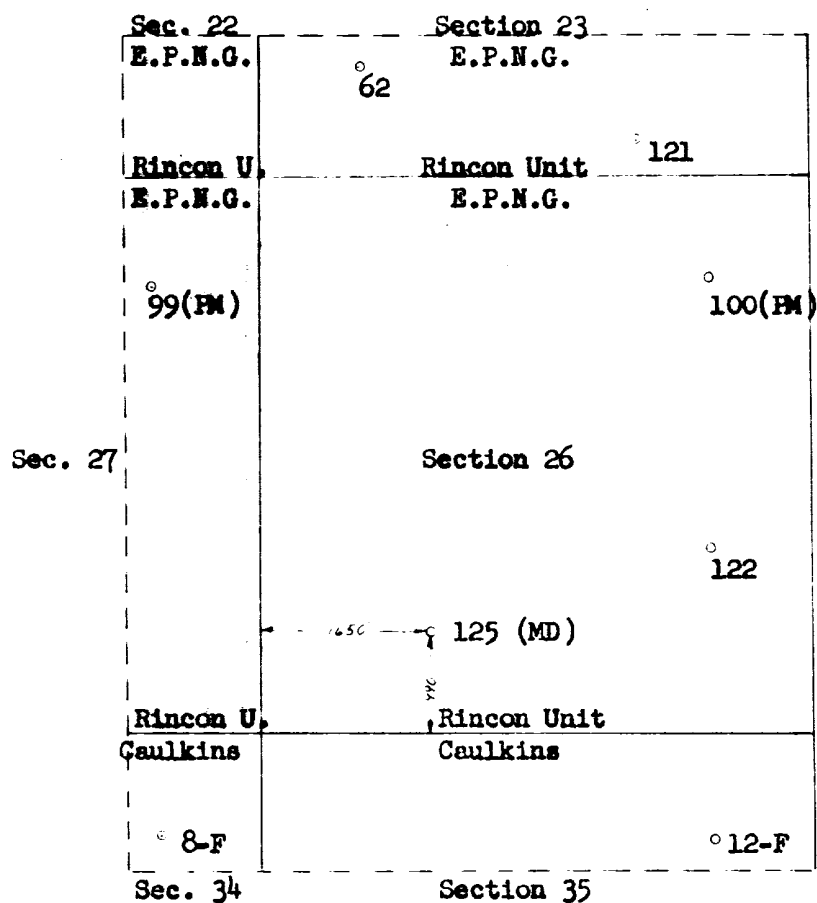 Sec. 22 Section 23
E.P.N.G. E.P.N.G.
62
121
Rincon U. Rincon Unit
E.P.N.G. E.P.N.G.
99(PM) 100(PM)
Sec. 27 Section 26
122
1650 125 (MD)
Rincon U. Rincon Unit
Caulkins Caulkins
8-F 12-F
Sec. 34 Section 35